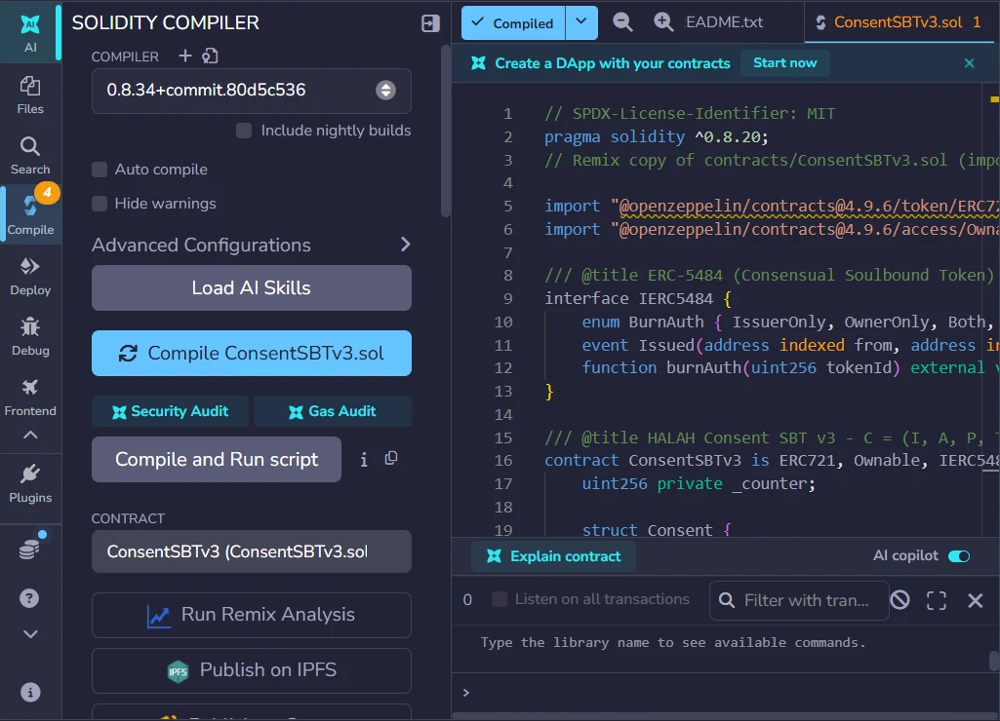 AI
Files
Search
4
Compile
Deploy
Debug
Frontend
Plugins
SOLIDITY COMPILER
COMPILER
0.8.34+commit.80d5c536
Include nightly builds
Auto compile
Hide warnings
Advanced Configurations
Load AI Skills
Compile ConsentSBTv3.sol
Security Audit
Gas Audit
Compile and Run script
CONTRACT
ConsentSBTv3 (ConsentSBTv3.sol
Run Remix Analysis
IPFS Publish on IPFS
Compiled
EADME.txt
ConsentSBTv3.sol 1
Create a DApp with your contracts Start now
1 // SPDX-License-Identifier: MIT
2 pragma solidity ^0.8.20;
3 // Remix copy of contracts/ConsentSBTv3.sol (impo
4
5 import "@openzeppelin/contracts@4.9.6/token/ERC72
6 import "@openzeppelin/contracts@4.9.6/access/Owna
7
8 /// @title ERC-5484 (Consensual Soulbound Token)
9 interface IERC5484 {
10 enum BurnAuth { IssuerOnly, OwnerOnly, Both,
11 event Issued(address indexed from, address in
12 function burnAuth(uint256 tokenId) external v
13 }
14
15 /// @title HALAH Consent SBT v3 - C = (I, A, P, T
16 contract ConsentSBTv3 is ERC721, Ownable, IERC548
17 uint256 private _counter;
18
19 struct Consent {
Explain contract
AI copilot
0 Listen on all transactions
Filter with tran...
Type the library name to see available commands.
>